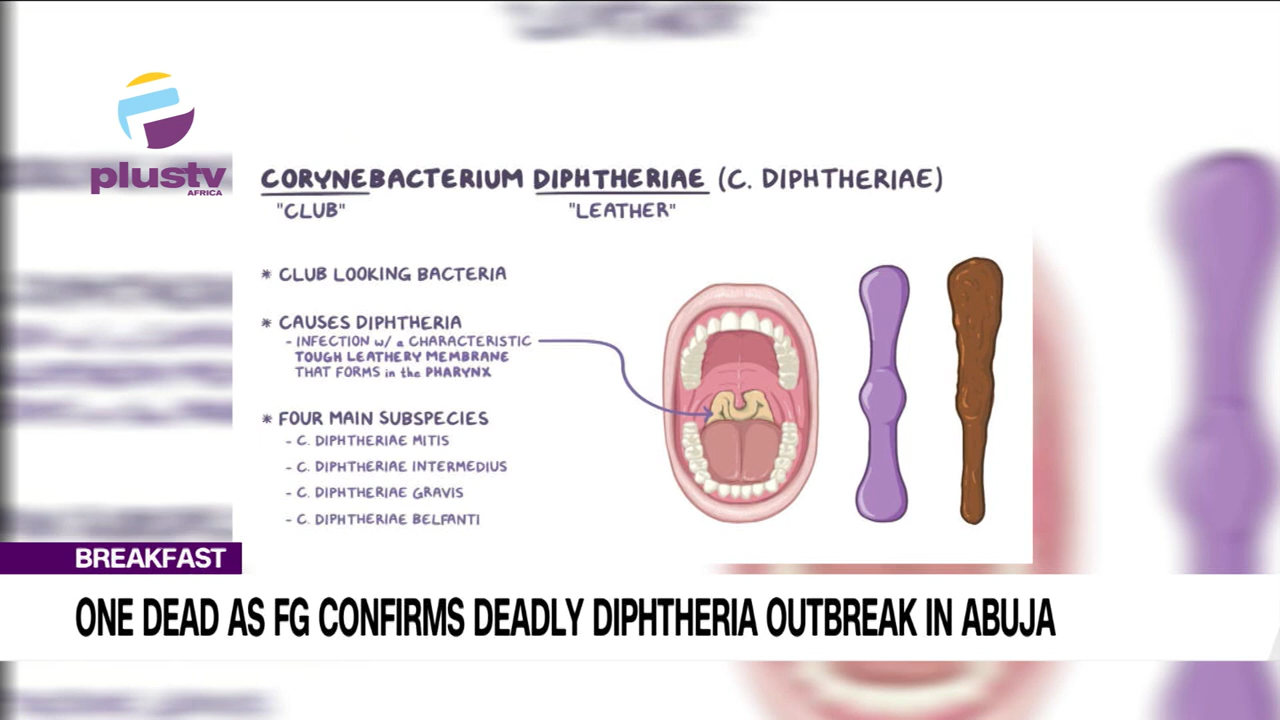 plustv
AFRICA
CORYNEBACTERIUM DIPHTHERIAE (C. DIPHTHERIAE)
"CLUB" "LEATHER"
* CLUB LOOKING BACTERIA
* CAUSES DIPHTHERIA
- INFECTION w/ a CHARACTERISTIC
TOUGH LEATHERY MEMBRANE
THAT FORMS in the PHARYNX
* FOUR MAIN SUBSPECIES
- C. DIPHTHERIAE MITIS
- C. DIPHTHERIAE INTERMEDIUS
- C. DIPHTHERIAE GRAVIS
- C. DIPHTHERIAE BELFANTI
BREAKFAST
ONE DEAD AS FG CONFIRMS DEADLY DIPHTHERIA OUTBREAK IN ABUJA